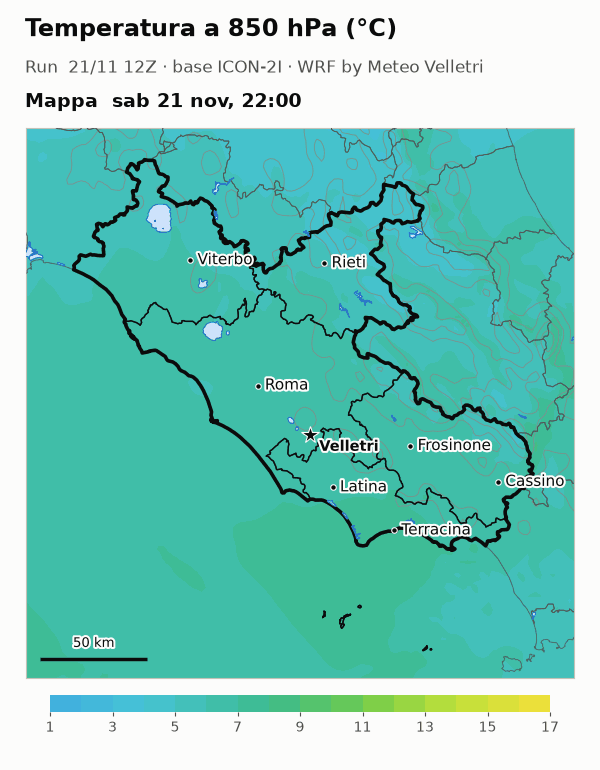 Temperatura a 850 hPa (°C)
Run  21/11 12Z · base ICON-2I · WRF by Meteo Velletri
Mappa  sab 21 nov, 22:00
Viterbo
Rieti
Roma
Velletri
Frosinone
Cassino
Latina
Terracina
50 km
1 3 5 7 9 11 13 15 17